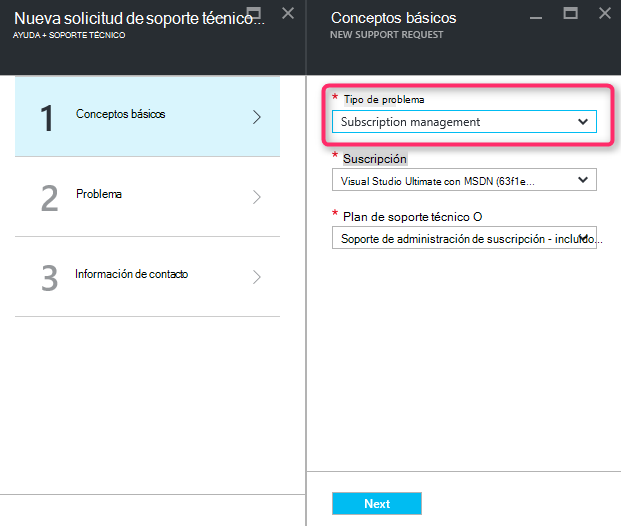 Nueva solicitud de soporte técnico...
AYUDA + SOPORTE TÉCNICO
1
Conceptos básicos
2
Problema
3
Información de contacto
Conceptos básicos
NEW SUPPORT REQUEST
* Tipo de problema
Subscription management
* Suscripción
Visual Studio Ultimate con MSDN (63f1e...
* Plan de soporte técnico O
Soporte de administración de suscripción - incluido...
Next